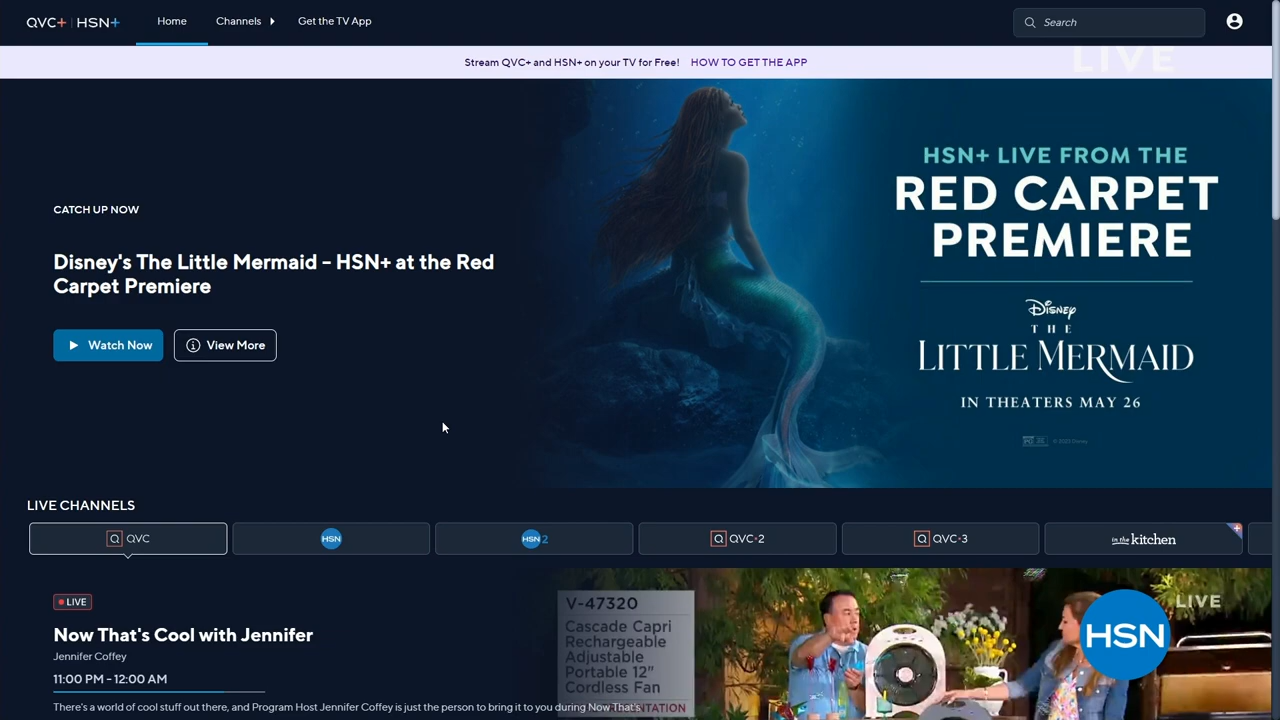 QVC+ | HSN+
Home
Channels
Get the TV App
Search
LIVE
Stream QVC+ and HSN+ on your TV for Free! HOW TO GET THE APP
CATCH UP NOW
Disney's The Little Mermaid - HSN+ at the Red
Carpet Premiere
Watch Now
View More
HSN+ LIVE FROM THE
RED CARPET
PREMIERE
Disney
THE
LITTLE MERMAID
IN THEATERS MAY 26
PG
© 2023 Disney
LIVE CHANNELS
QVC
HSN
HSN 2
QVC-2
QVC-3
in the kitchen
LIVE
Now That's Cool with Jennifer
Jennifer Coffey
11:00 PM - 12:00 AM
There's a world of cool stuff out there, and Program Host Jennifer Coffey is just the person to bring it to you during Now That's
V-47320
Cascade Capri
Rechargeable
Adjustable
Portable 12"
Cordless Fan
HSN
LIVE